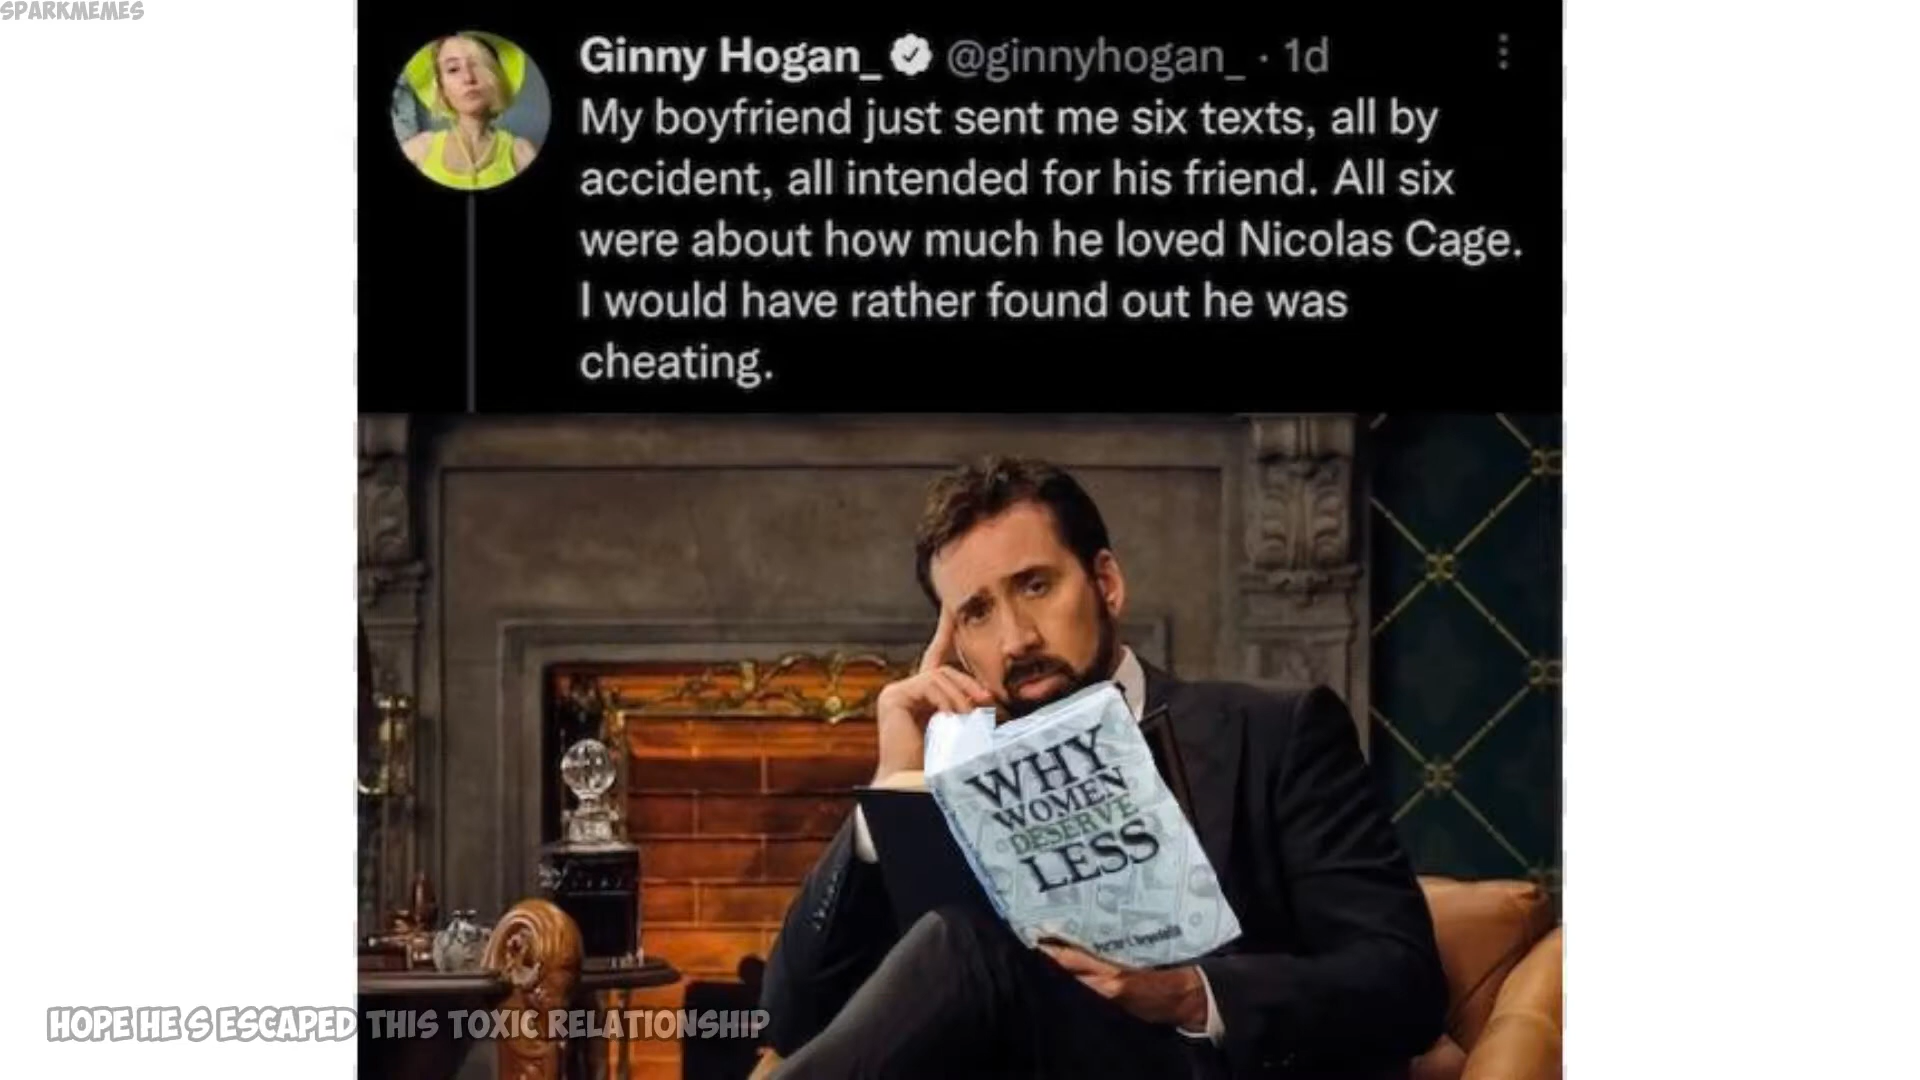 SPARKMEMES
Ginny Hogan_ @ginnyhogan_ · 1d
My boyfriend just sent me six texts, all by
accident, all intended for his friend. All six
were about how much he loved Nicolas Cage.
I would have rather found out he was
cheating.
WHY
WOMEN
DESERVE
LESS
HOPE HE S ESCAPED THIS TOXIC RELATIONSHIP